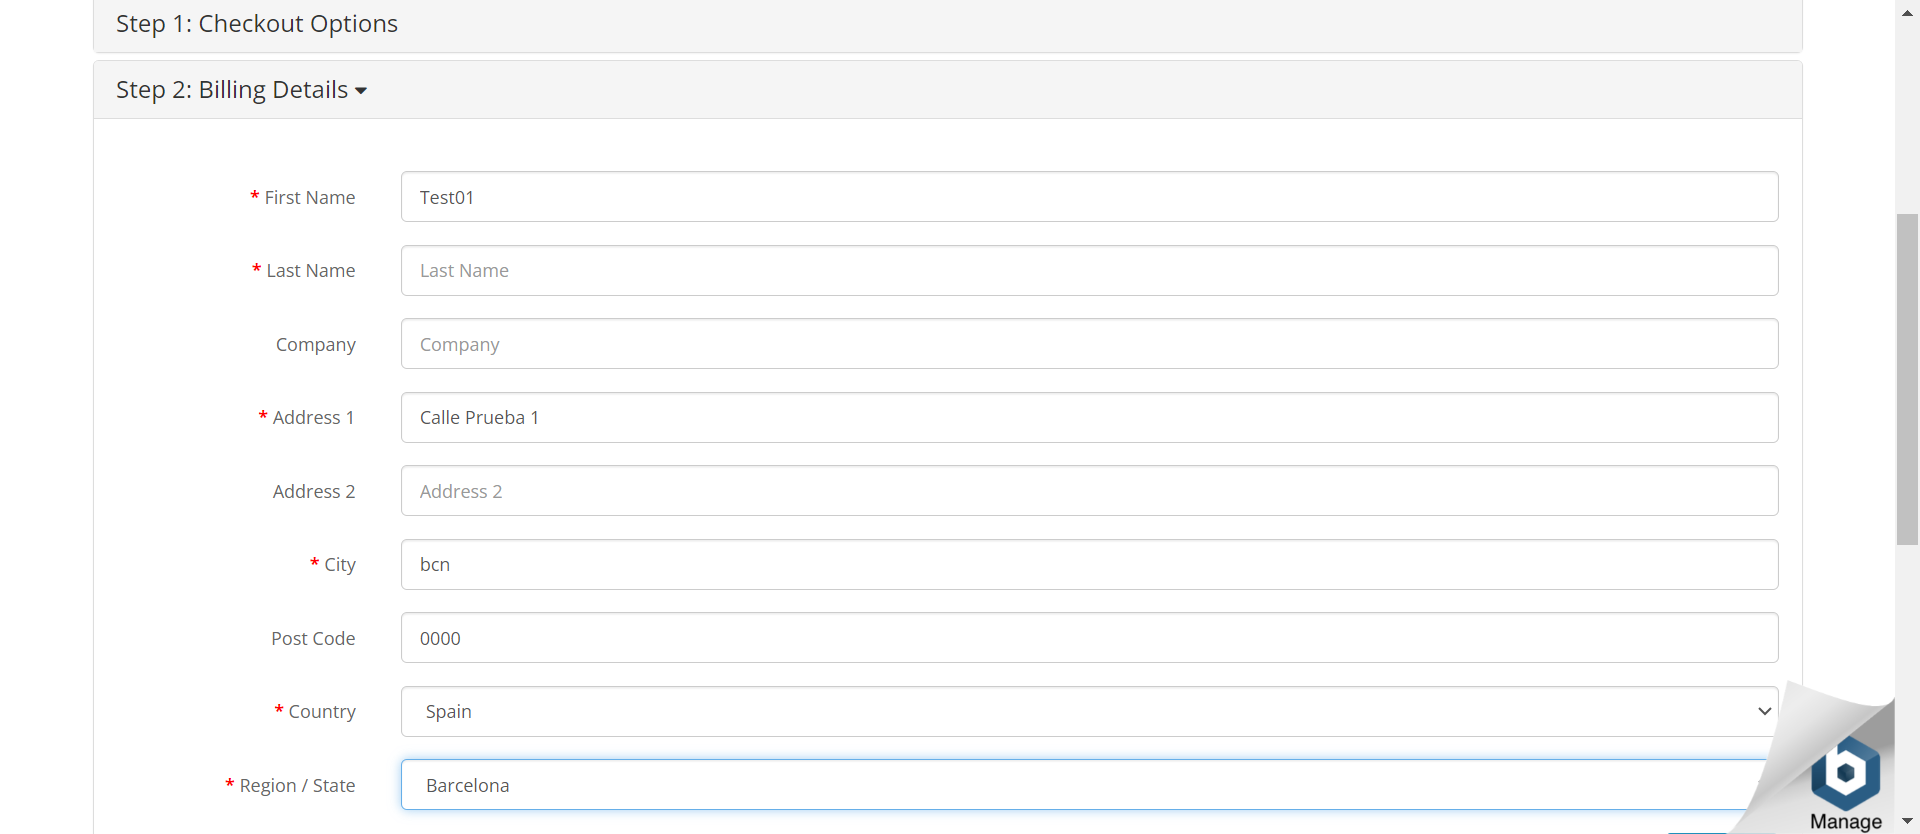 Step 1: Checkout Options
Step 2: Billing Details
* First Name Test01
* Last Name Last Name
Company Company
* Address 1 Calle Prueba 1
Address 2 Address 2
* City bcn
Post Code 0000
* Country Spain
* Region / State Barcelona
b
Manage